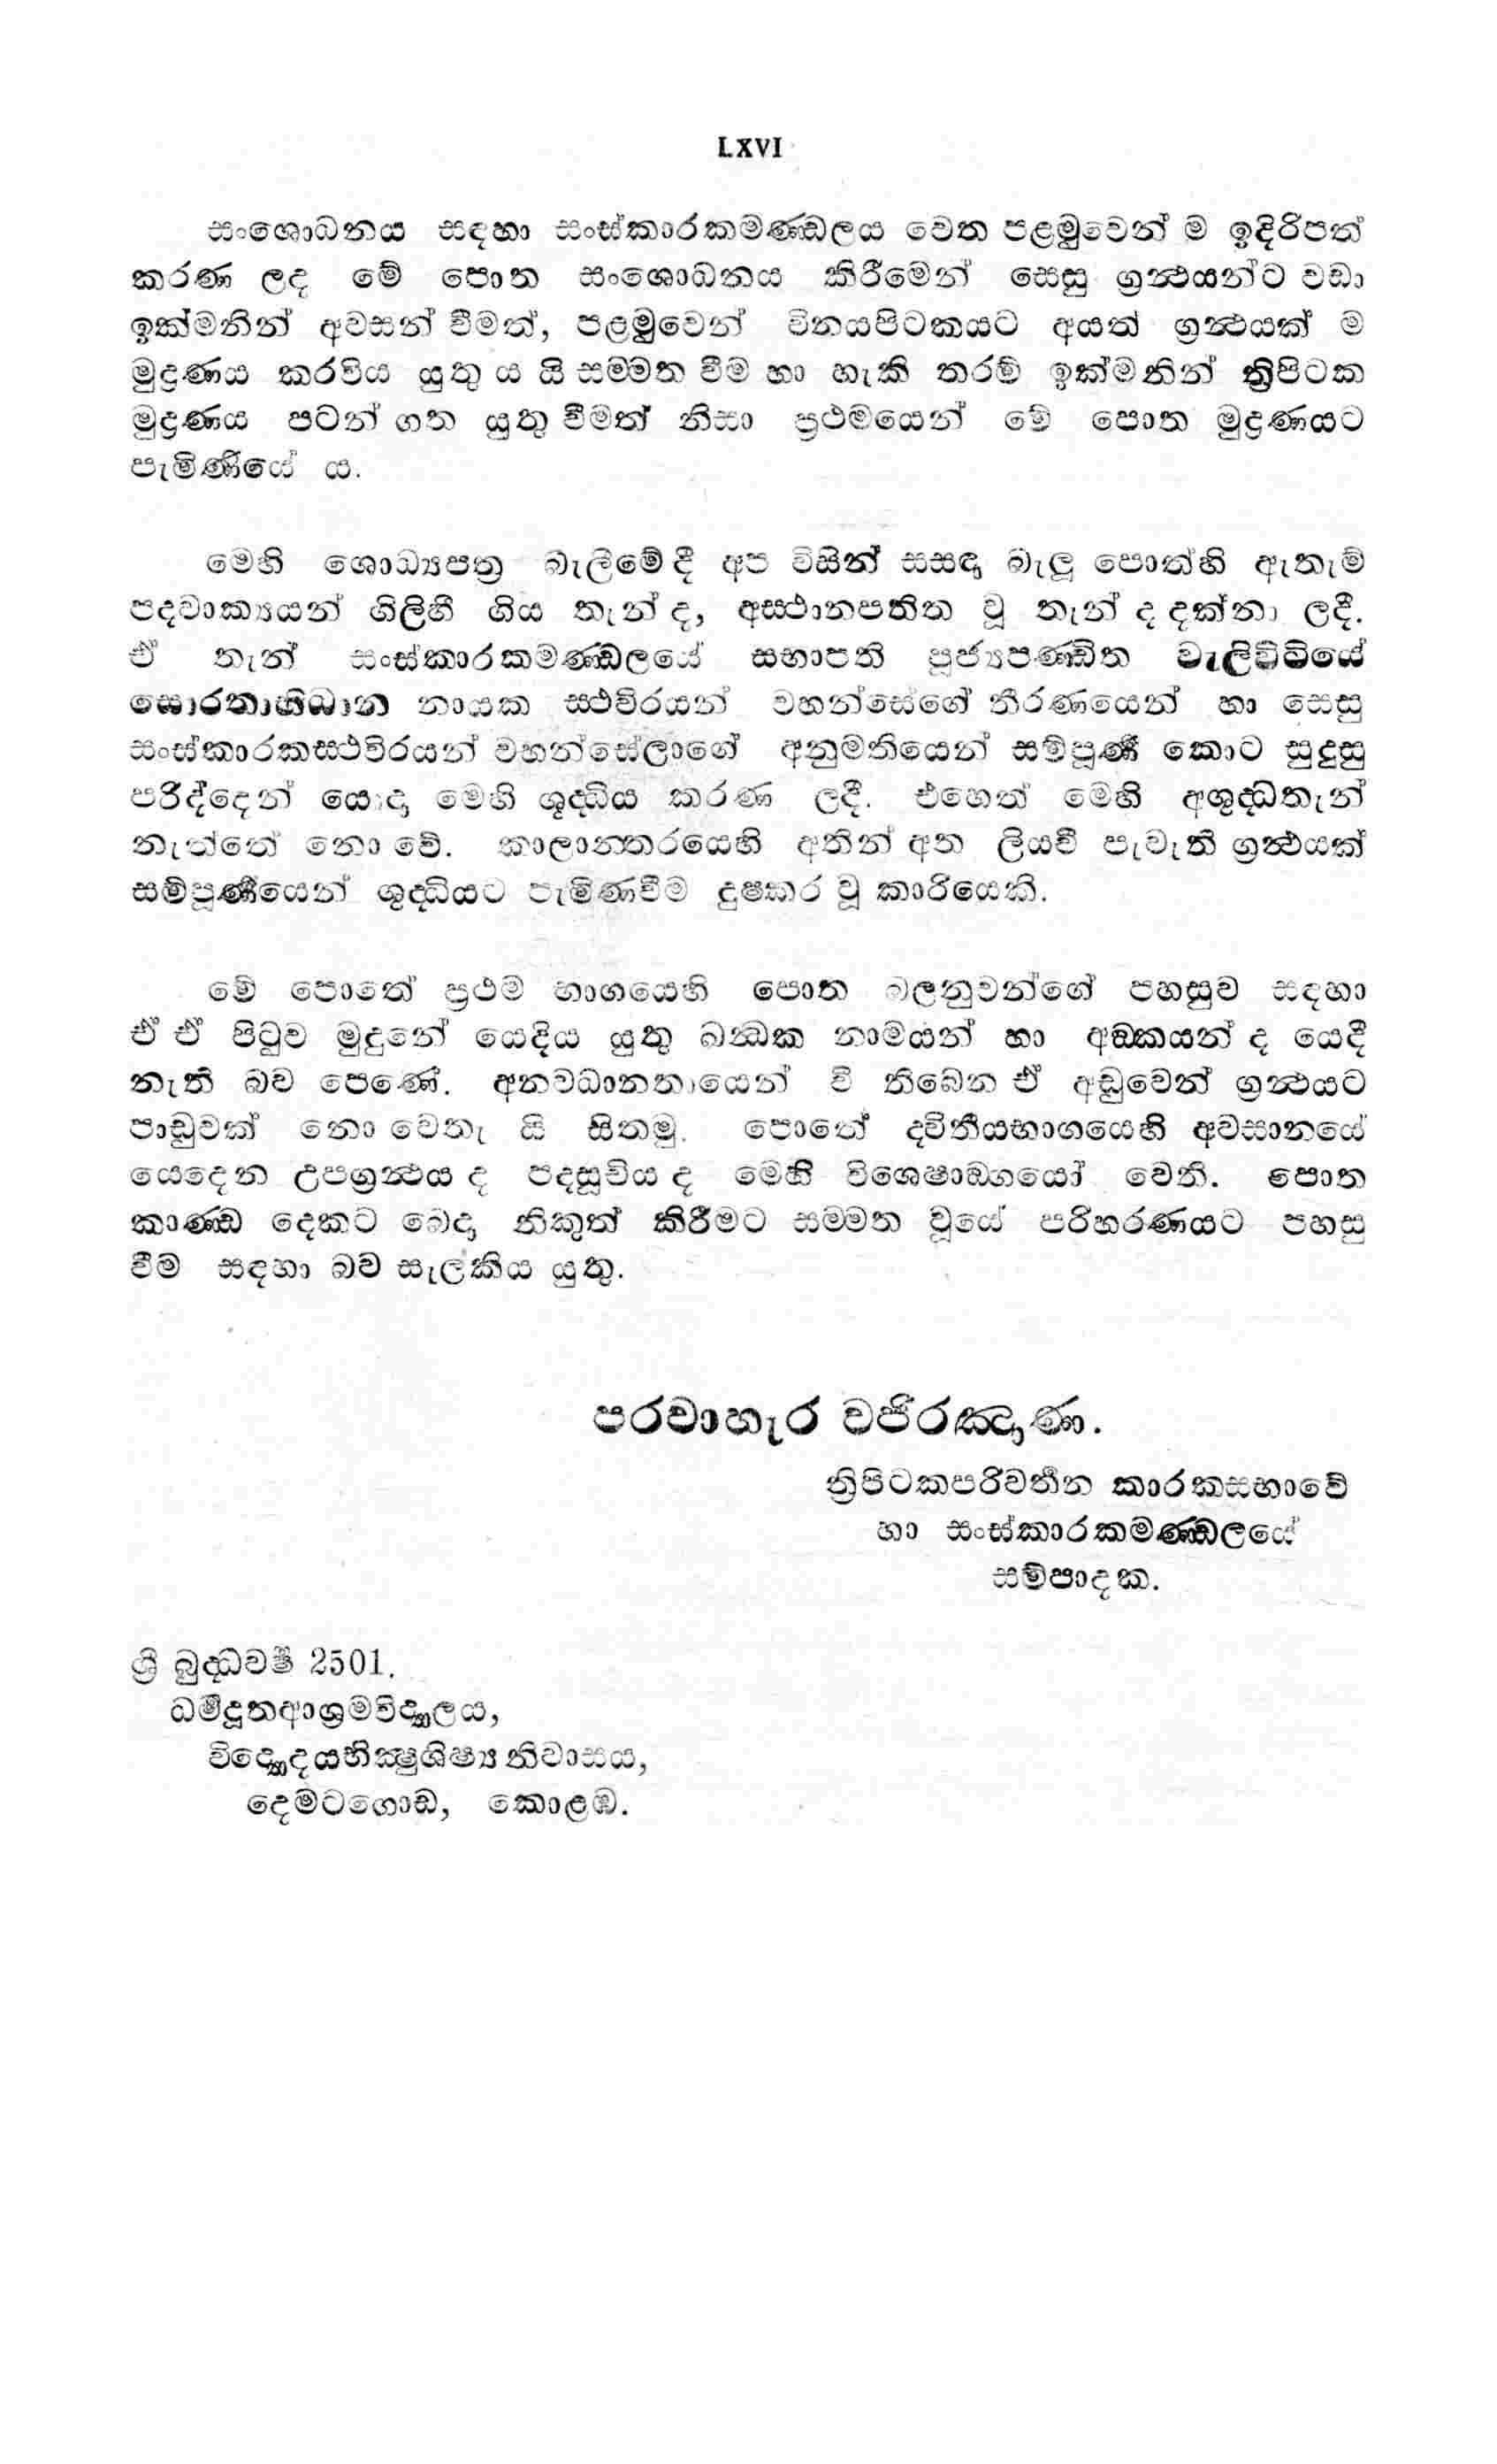 LXVI
සංශොධනය සඳහා සංස්කාරකමණ්ඩලය වෙත පළමුවෙන් ම ඉදිරිපත්
කරණ ලද මේ පොත සංශොධනය කිරීමෙන් සෙසු ග්‍රන්‍ථයන්ට වඩා
ඉක්මනින් අවසන් වීමත්, පළමුවෙන් විනයපිටකයට අයත් ග්‍රන්‍ථයක් ම
මුද්‍රණය කරවිය යුතු ය යි සම්මත වීම හා හැකි තරම් ඉක්මනින් ත්‍රිපිටක
මුද්‍රණය පටන් ගත යුතු වීමත් නිසා ප්‍රථමයෙන් මේ පොත මුද්‍රණයට
පැමිණියේ ය.
මෙහි ශොධ්‍යපත්‍ර බැලීමේ දී අප විසින් සසඳා බැලූ පොත්හි ඇතැම්
පදවාක්‍යයන් ගිලිහී ගිය තැන් ද, අස්ථානපතිත වූ තැන් ද දක්නා ලදී.
ඒ තැන් සංස්කාරකමණ්ඩලයේ සභාපති පූජ්‍යපණ්ඩිත වැලිවිටියේ
සොරතාභිධාන නායක ස්ථවිරයන් වහන්සේගේ තීරණයෙන් හා සෙසු
සංස්කාරකස්ථවිරයන් වහන්සේලාගේ අනුමතියෙන් සම්පූර්‍ණ කොට සුදුසු
පරිද්දෙන් යොදා මෙහි ශුද්‍ධිය කරණ ලදී. එහෙත් මෙහි අශුද්‍ධතැන්
නැත්තේ නො වේ. කාලාන්තරයෙහි අතින් අත ලියවී පැවැති ග්‍රන්‍ථයක්
සම්පූර්‍ණයෙන් ශුද්‍ධියට පැමිණවීම දුෂ්කර වූ කාරියෙකි.
මේ පොතේ ප්‍රථම භාගයෙහි පොත බලනුවන්ගේ පහසුව සඳහා
ඒ ඒ පිටුව මුදුනේ යෙදිය යුතු ඛන්‍ධක නාමයන් හා අඞ්කයන් ද යෙදී
නැති බව පෙණේ. අනවධානතායෙන් වි තිබෙන ඒ අඩුවෙන් ග්‍රන්‍ථයට
පාඩුවක් නො වෙතැ යි සිතමු. පොතේ ද්විතීයභාගයෙහි අවසානයේ
යෙදෙන උපග්‍රන්‍ථය ද පදසූචිය ද මෙහි විශෙෂාඞ්ගයෝ වෙති. පොත
කාණ්ඩ දෙකට බෙදා නිකුත් කිරීමට සම්මත වූයේ පරිහරණයට පහසු
වීම සඳහා බව සැලකිය යුතු.
පරවාහැර වජිරඤාණ.
ත්‍රිපිටකපරිවර්‍තන කාරකසභාවේ
හා සංස්කාරකමණ්ඩලයේ
සම්පාදක.
ශ්‍රී බුද්‍ධවර්‍ෂ 2501.
ධර්‍මදූතආශ්‍රමවිද්‍යාලය,
විද්‍යොදයභික්‍ෂුශිෂ්‍ය නිවාසය,
දෙමටගොඩ, කොළඹ.